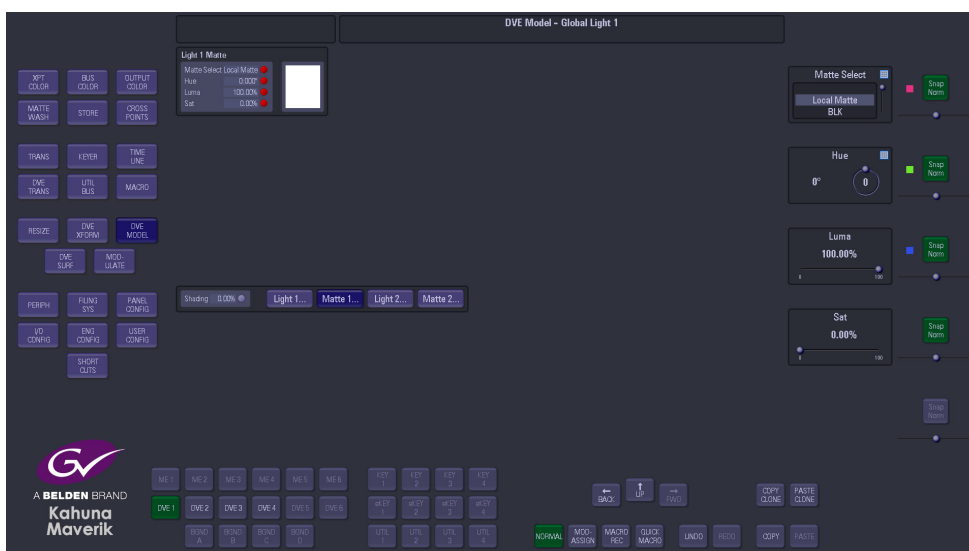 DVE Model - Global Light 1
Light 1 Matte
Matte Select Local Matte
Hue 0.000°
Luma 100.00%
Sat 0.00%
XPT COLOR
BUS COLOR
OUTPUT COLOR
MATTE WASH
STORE
CROSS POINTS
TRANS
KEYER
TIME LINE
DVE TRANS
UTIL BUS
MACRO
RESIZE
DVE XFORM
DVE MODEL
DVE SURF
MOD-ULATE
PERIPH
FILING SYS
PANEL CONFIG
I/O CONFIG
ENG CONFIG
USER CONFIG
SHORT CUTS
Shading 0.00%
Light 1...
Matte 1...
Light 2...
Matte 2...
Matte Select
Local Matte
BLK
Snap Norm
Hue
0° 0
Snap Norm
Luma
100.00%
0 100
Snap Norm
Sat
0.00%
0 100
Snap Norm
Snap Norm
GV
A BELDEN BRAND
Kahuna
Maverik
ME 1 ME 2 ME 3 ME 4 ME 5 ME 6
DVE 1 DVE 2 DVE 3 DVE 4 DVE 5 DVE 6
BGND A BGND B BGND C BGND D
KEY 1 KEY 2 KEY 3 KEY 4
UTIL 1 UTIL 2 UTIL 3 UTIL 4
BACK UP FWD
COPY CLONE
PASTE CLONE
NORMAL
MOD-ASSIGN
MACRO REC
QUICK MACRO
UNDO
REDO
COPY
PASTE